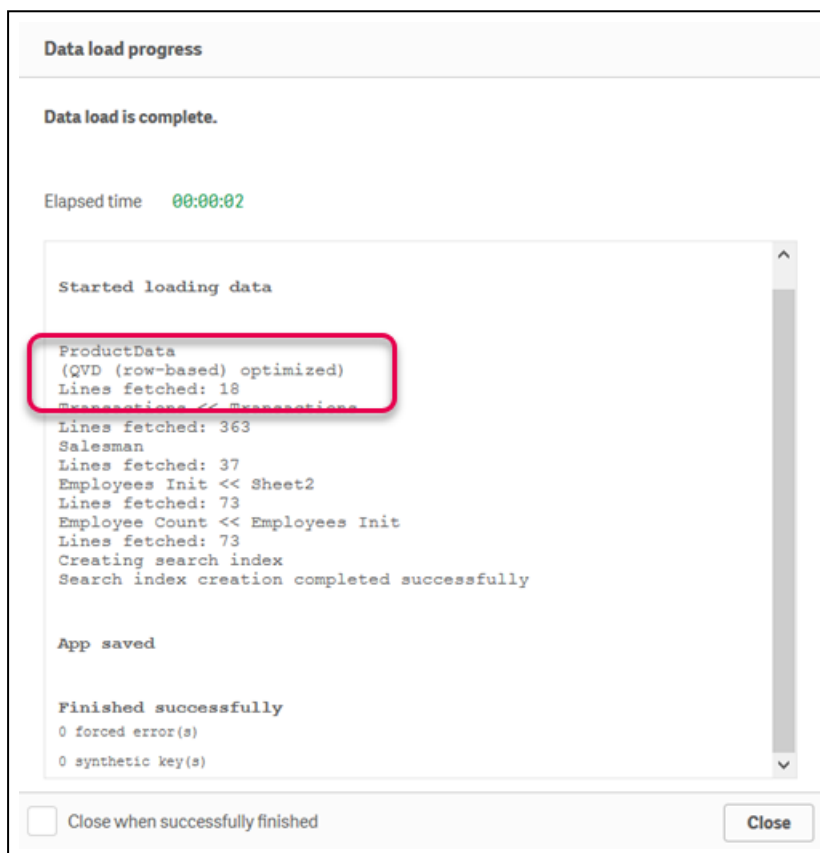 Data load progress
Data load is complete.
Elapsed time 00:00:02
Started loading data
ProductData
(QVD (row-based) optimized)
Lines fetched: 18
Transactions << Transactions
Lines fetched: 363
Salesman
Lines fetched: 37
Employees Init << Sheet2
Lines fetched: 73
Employee Count << Employees Init
Lines fetched: 73
Creating search index
Search index creation completed successfully
App saved
Finished successfully
0 forced error(s)
0 synthetic key(s)
Close when successfully finished
Close